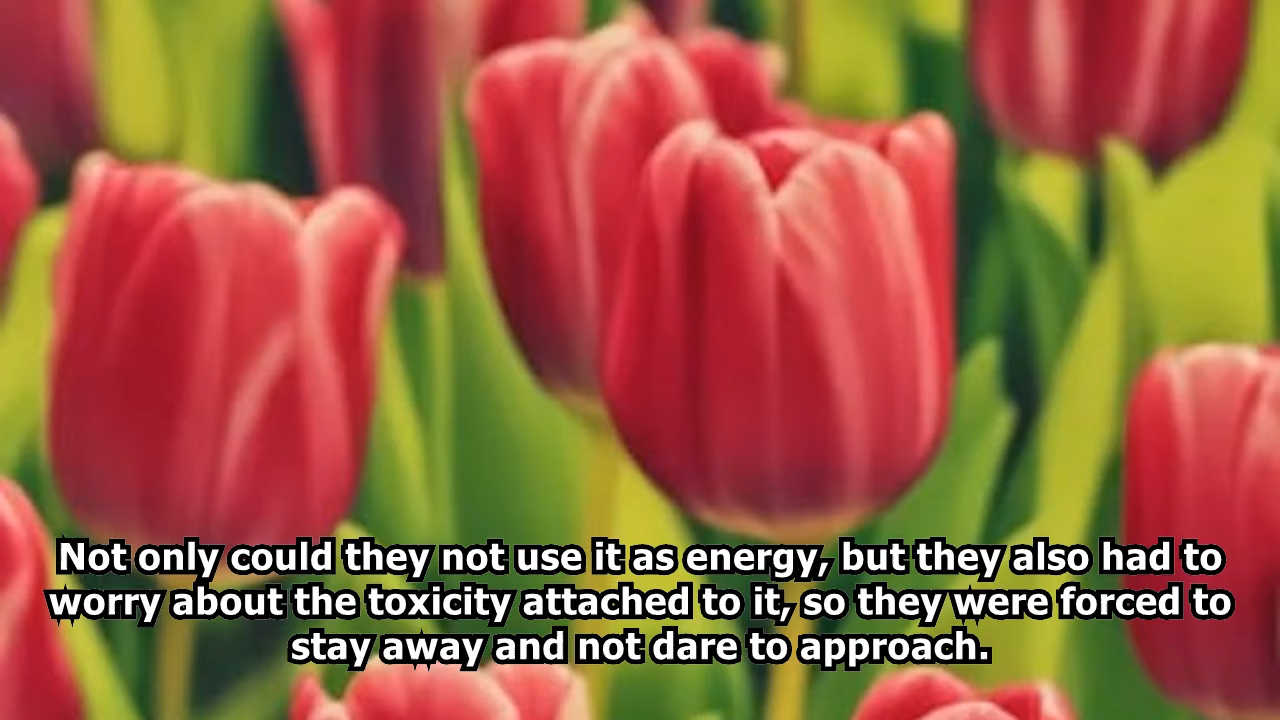 Not only could they not use it as energy, but they also had to
worry about the toxicity attached to it, so they were forced to
stay away and not dare to approach.